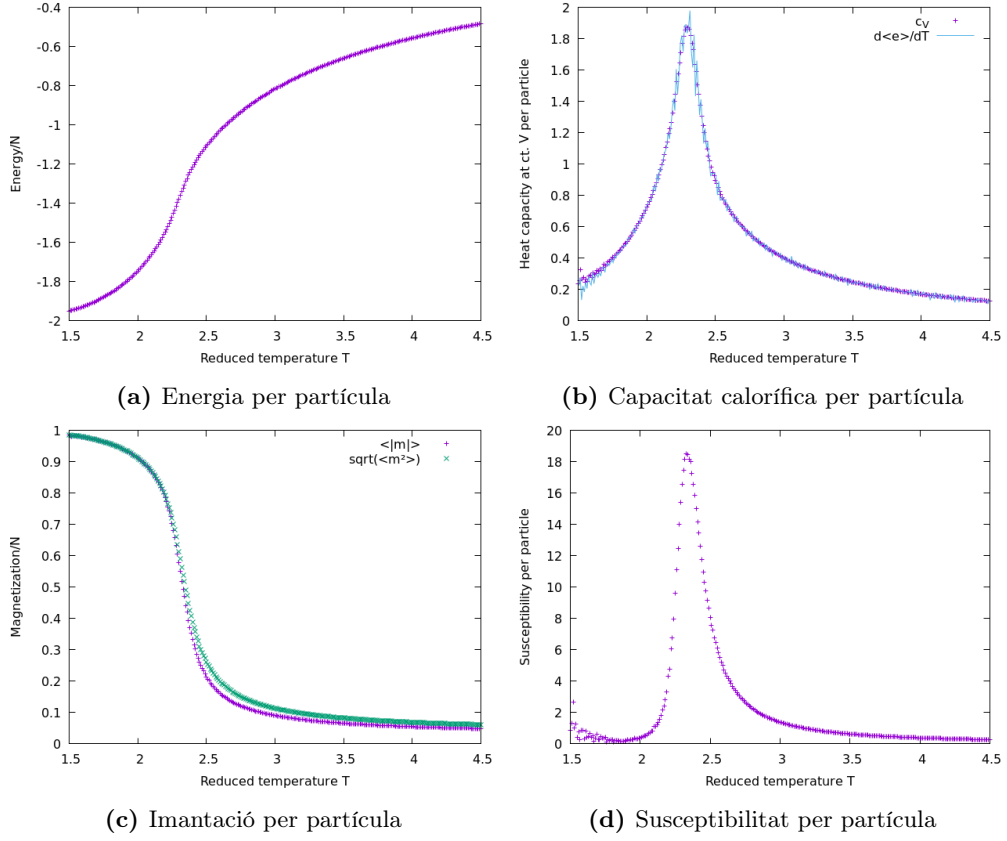 -0.4
-0.6
-0.8
-1
-1.2
-1.4
-1.6
-1.8
-2
Energy/N
1.5 2 2.5 3 3.5 4 4.5
Reduced temperature T
(a) Energia per partícula
2
1.8
1.6
1.4
1.2
1
0.8
0.6
0.4
0.2
0
Heat capacity at ct. V per particle
c_V
d<e>/dT
1.5 2 2.5 3 3.5 4 4.5
Reduced temperature T
(b) Capacitat calorífica per partícula
1
0.9
0.8
0.7
0.6
0.5
0.4
0.3
0.2
0.1
0
Magnetization/N
<|m|>
sqrt(<m²>)
1.5 2 2.5 3 3.5 4 4.5
Reduced temperature T
(c) Imantació per partícula
20
18
16
14
12
10
8
6
4
2
0
Susceptibility per particle
1.5 2 2.5 3 3.5 4 4.5
Reduced temperature T
(d) Susceptibilitat per partícula